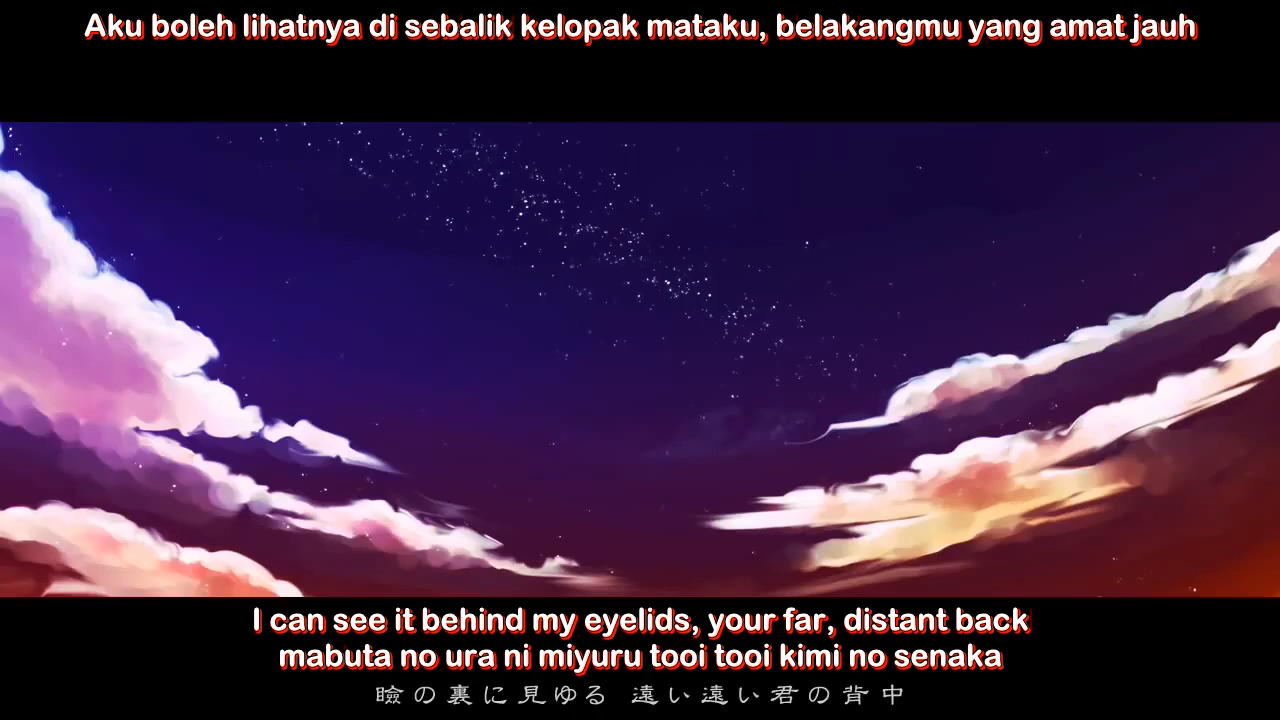 Aku boleh lihatnya di sebalik kelopak mataku, belakangmu yang amat jauh
I can see it behind my eyelids, your far, distant back
mabuta no ura ni miyuru tooi tooi kimi no senaka
瞼の裏に見ゆる 遠い遠い君の背中